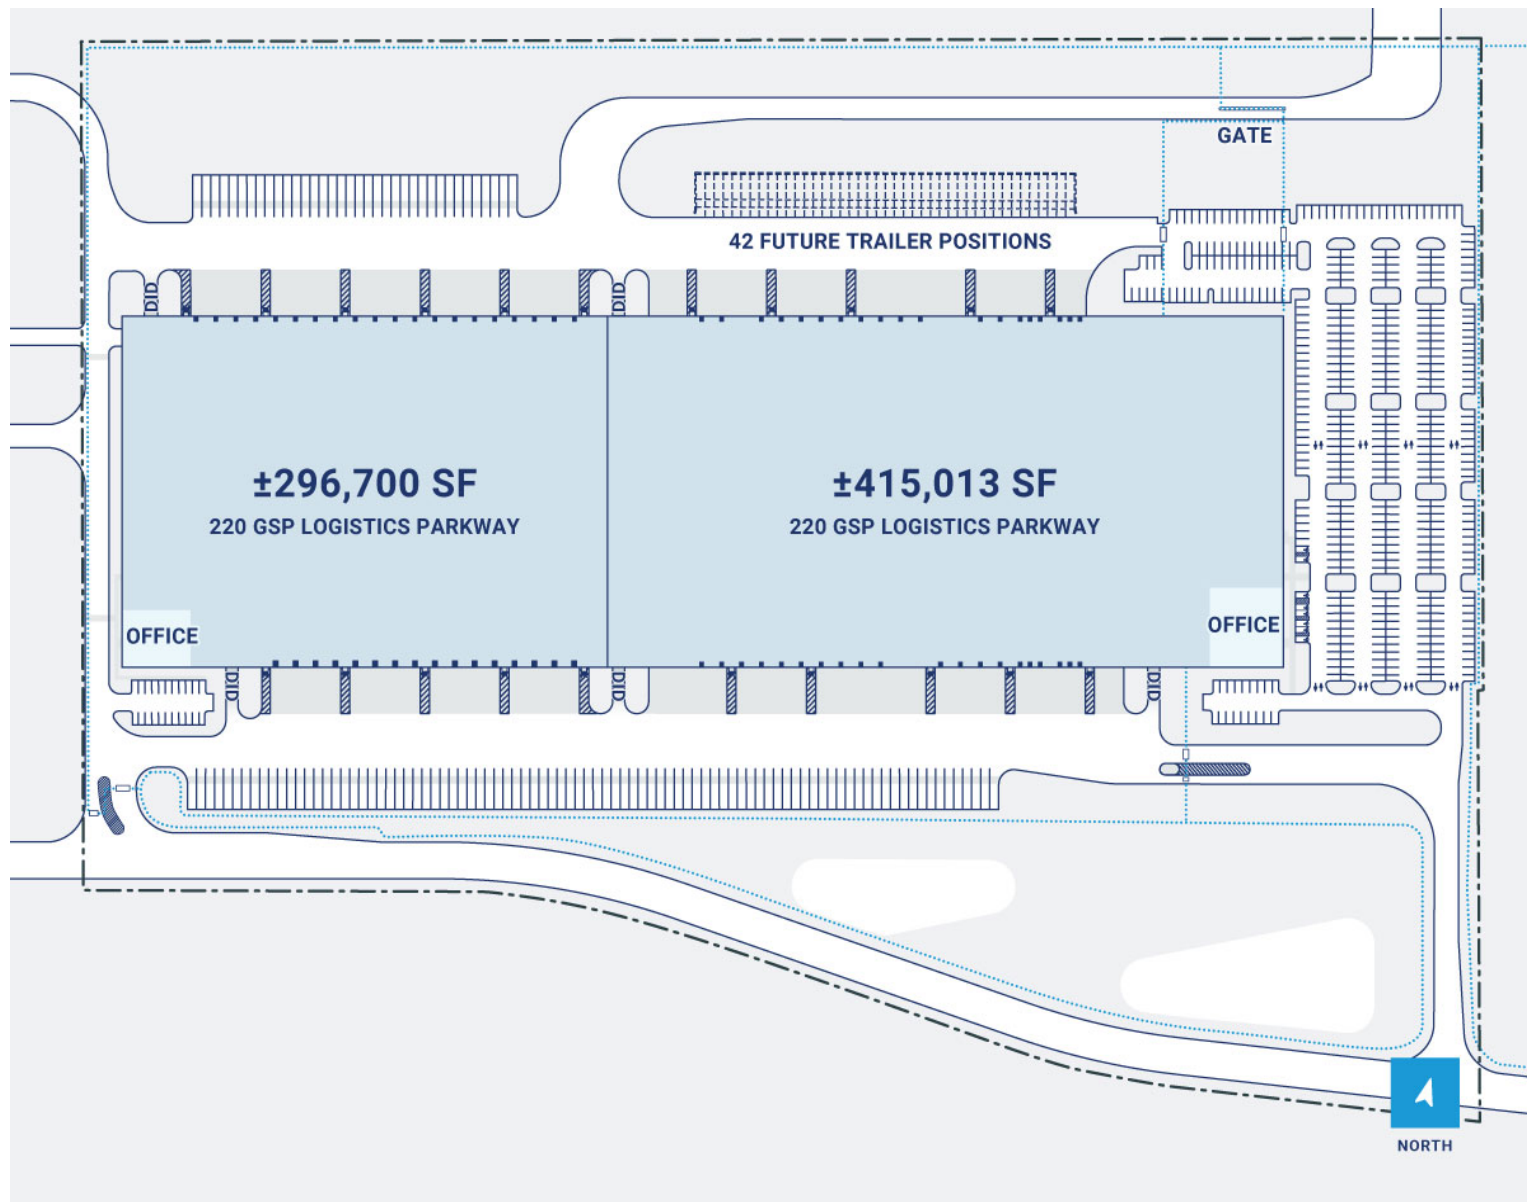 GATE
42 FUTURE TRAILER POSITIONS
DID
DID
±296,700 SF
220 GSP LOGISTICS PARKWAY
±415,013 SF
220 GSP LOGISTICS PARKWAY
OFFICE
OFFICE
DID
DID
DID
NORTH